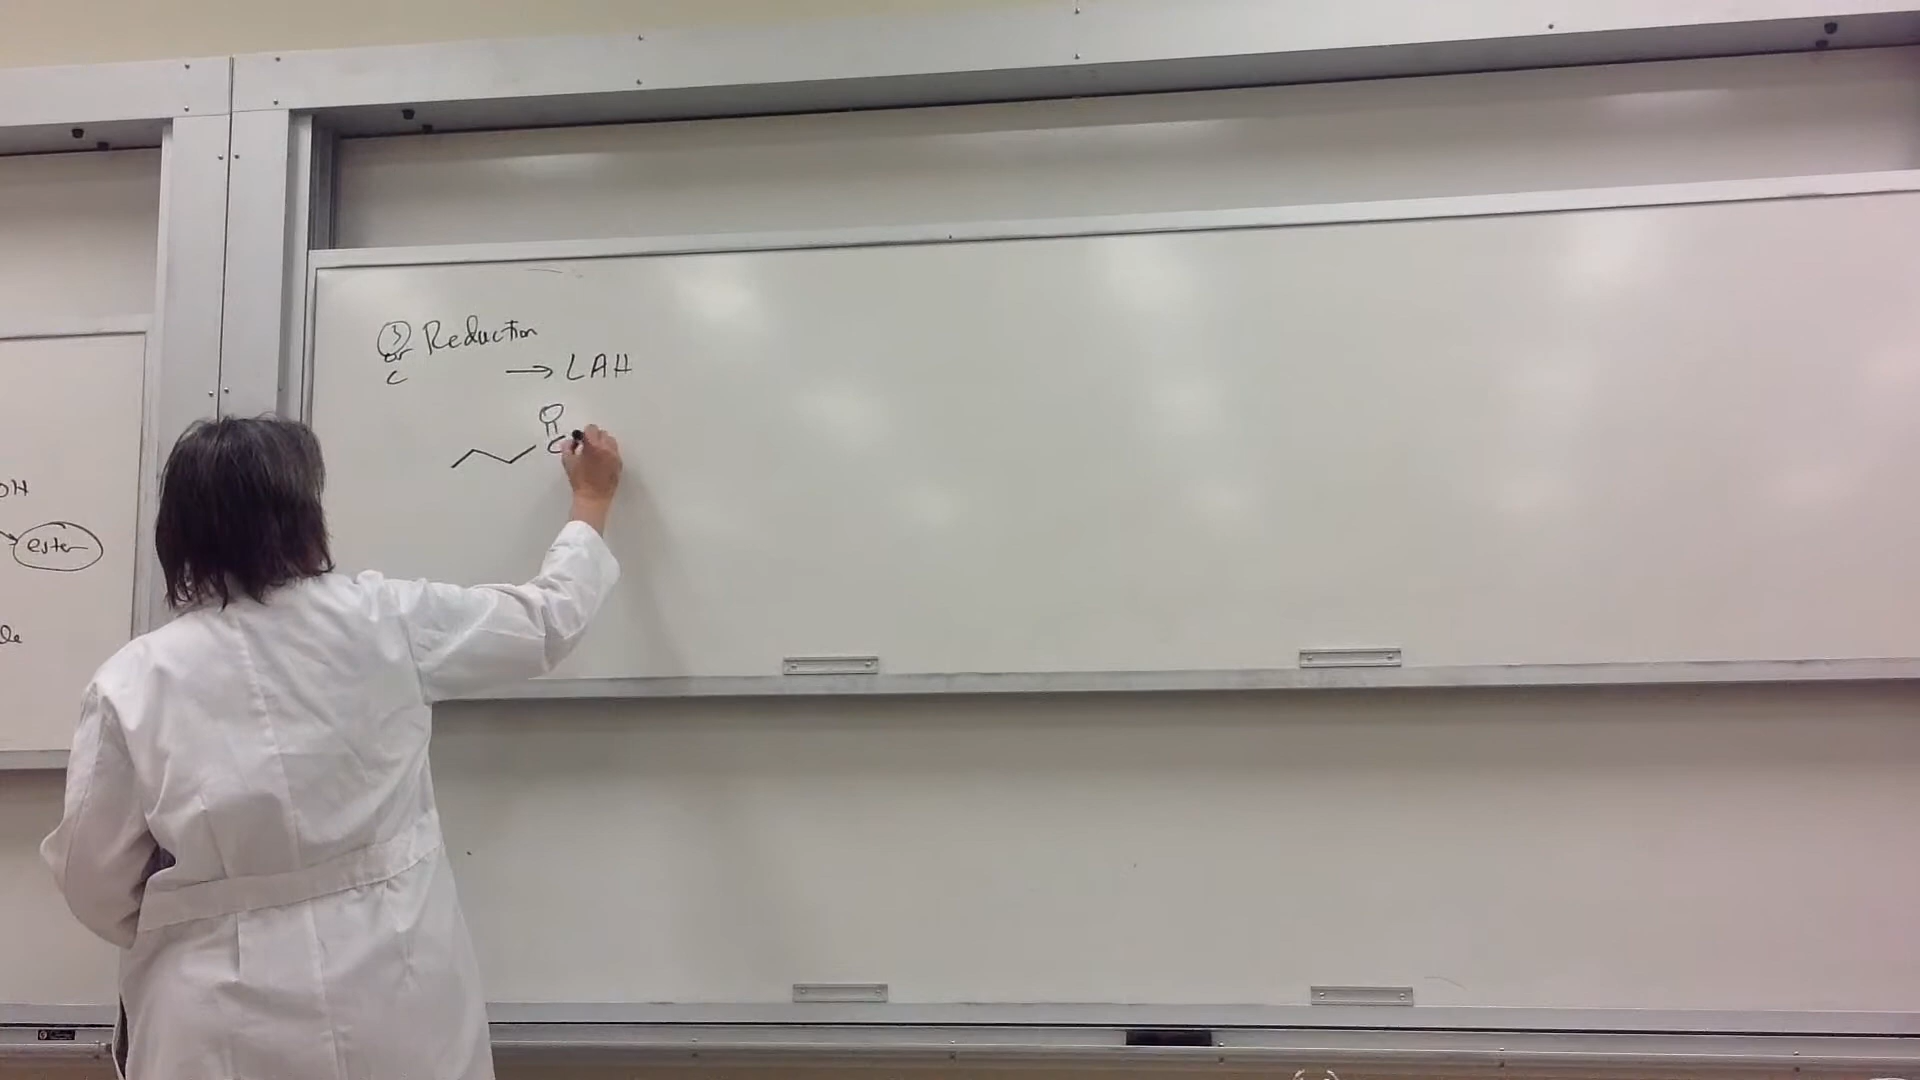 OH
ester
③ Reduction
or
C
→ LAH
O
C